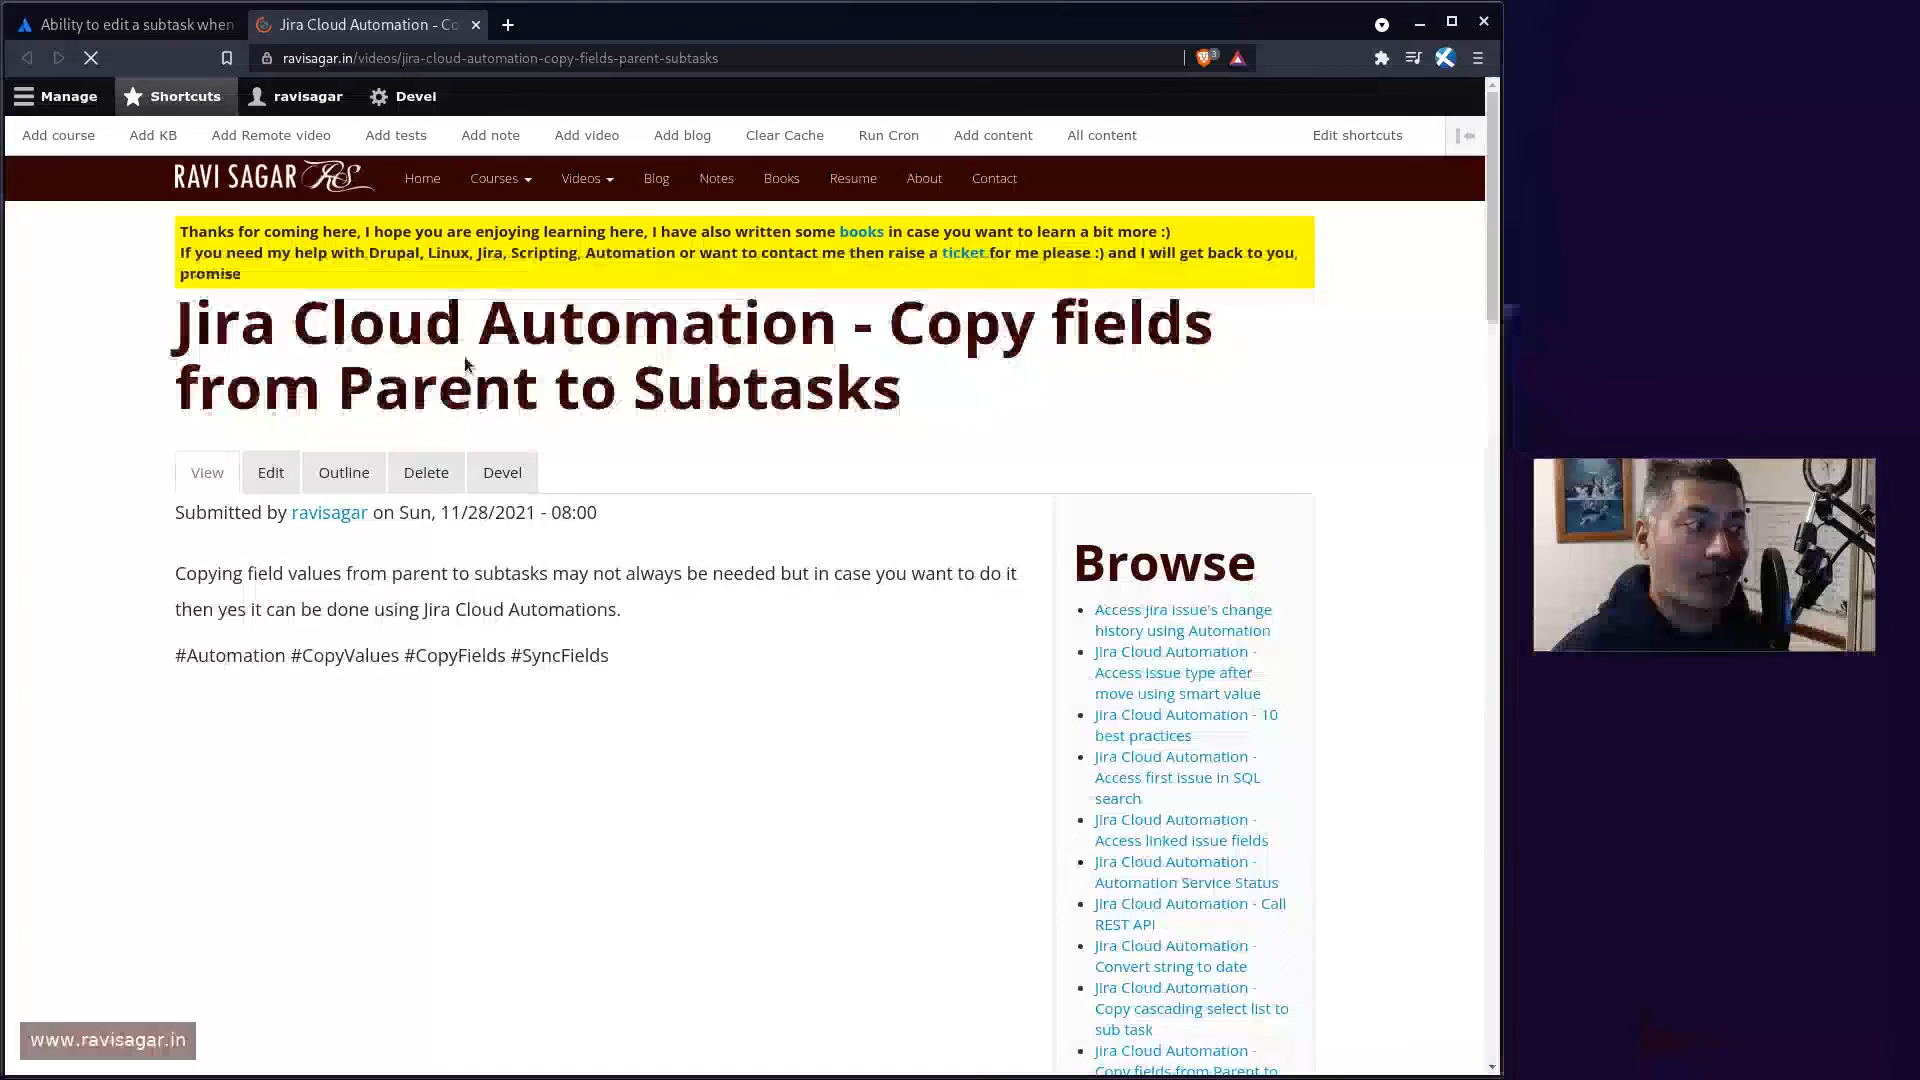 Ability to edit a subtask when
Jira Cloud Automation - Co
ravisagar.in/videos/jira-cloud-automation-copy-fields-parent-subtasks
3
Manage
Shortcuts
ravisagar
Devel
Add course
Add KB
Add Remote video
Add tests
Add note
Add video
Add blog
Clear Cache
Run Cron
Add content
All content
Edit shortcuts
RAVI SAGAR RS
Home
Courses
Videos
Blog
Notes
Books
Resume
About
Contact
Thanks for coming here, I hope you are enjoying learning here, I have also written some books in case you want to learn a bit more :)
If you need my help with Drupal, Linux, Jira, Scripting, Automation or want to contact me then raise a ticket for me please :) and I will get back to you,
promise
Jira Cloud Automation - Copy fields
from Parent to Subtasks
View
Edit
Outline
Delete
Devel
Submitted by ravisagar on Sun, 11/28/2021 - 08:00
Copying field values from parent to subtasks may not always be needed but in case you want to do it
then yes it can be done using Jira Cloud Automations.
#Automation #CopyValues #CopyFields #SyncFields
Browse
Access Jira issue's change
history using Automation
Jira Cloud Automation -
Access issue type after
move using smart value
Jira Cloud Automation - 10
best practices
Jira Cloud Automation -
Access first issue in SQL
search
Jira Cloud Automation -
Access linked issue fields
Jira Cloud Automation -
Automation Service Status
Jira Cloud Automation - Call
REST API
Jira Cloud Automation -
Convert string to date
Jira Cloud Automation -
Copy cascading select list to
sub task
Jira Cloud Automation -
Copy fields from Parent to
www.ravisagar.in